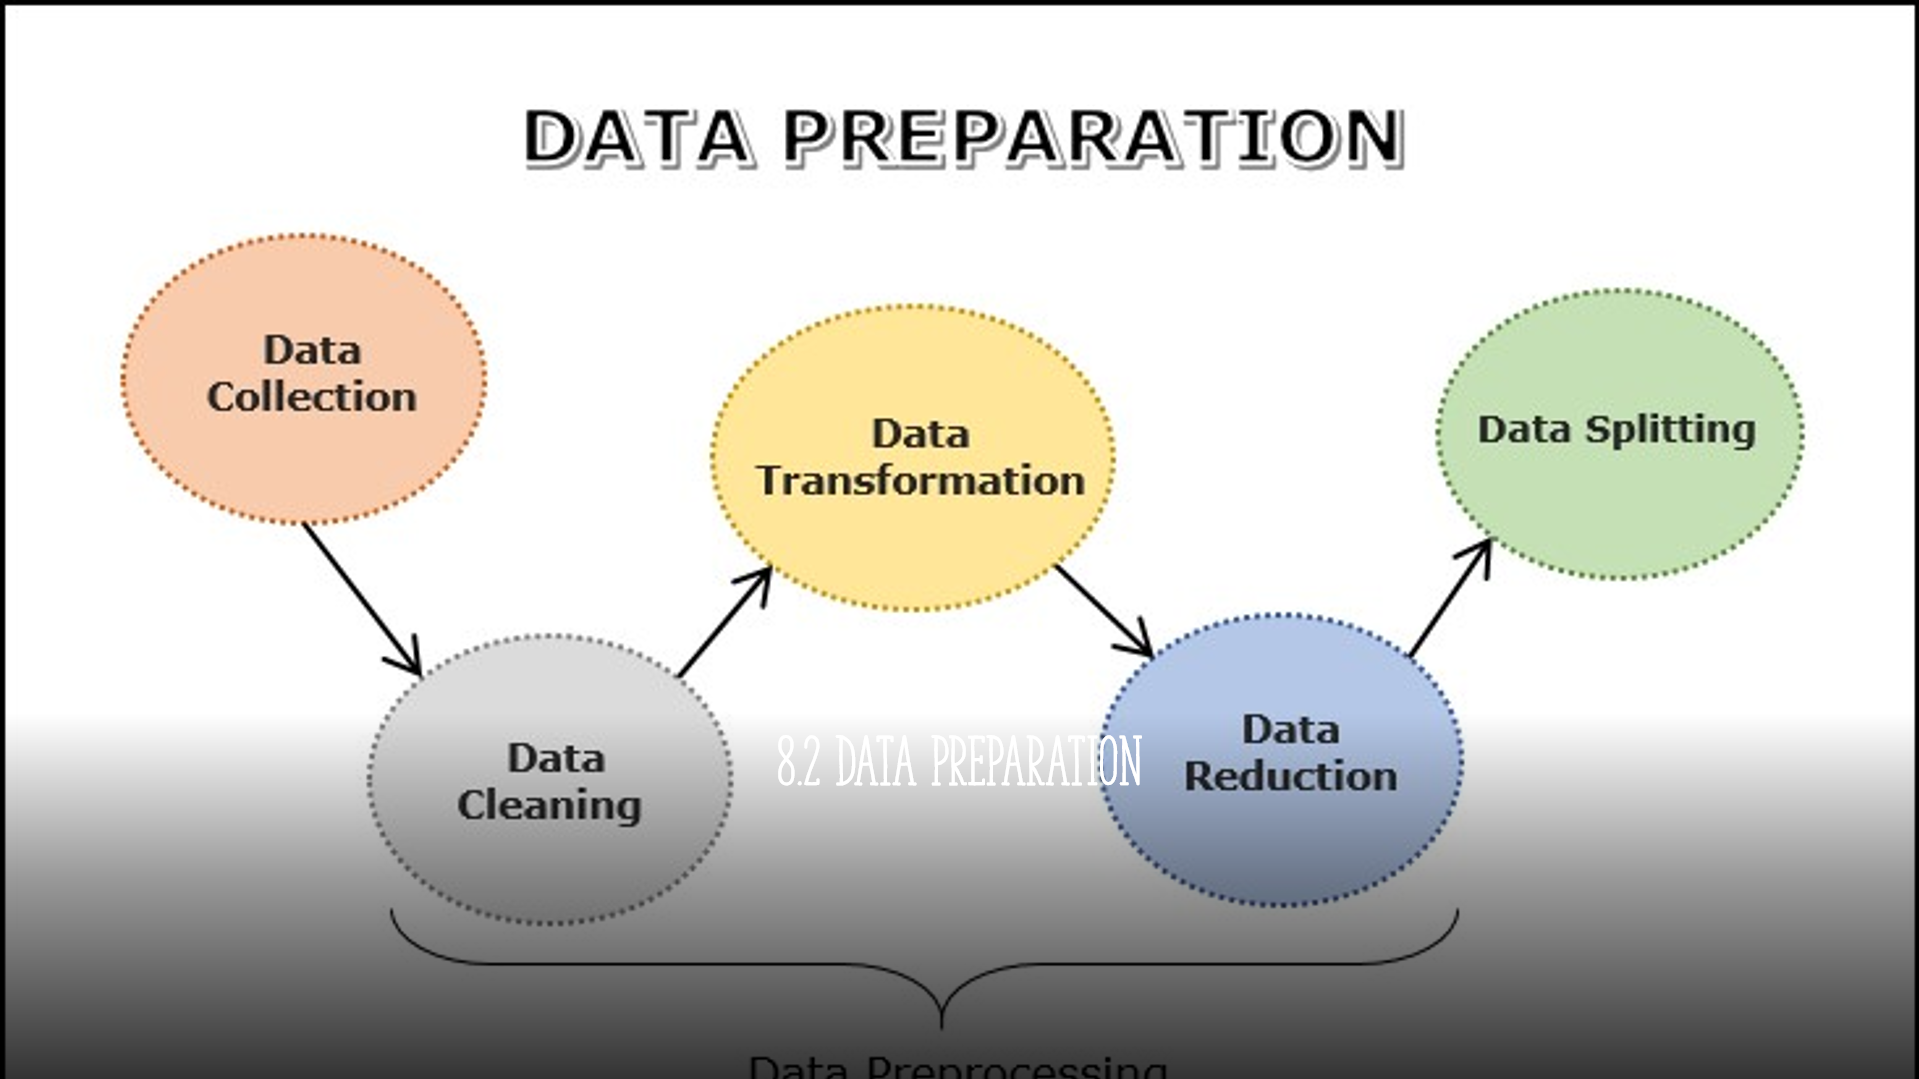 DATA PREPARATION
Data
Collection
Data
Transformation
Data Splitting
Data
Cleaning
8.2 DATA PREPARATION
Data
Reduction
Data Preprocessing